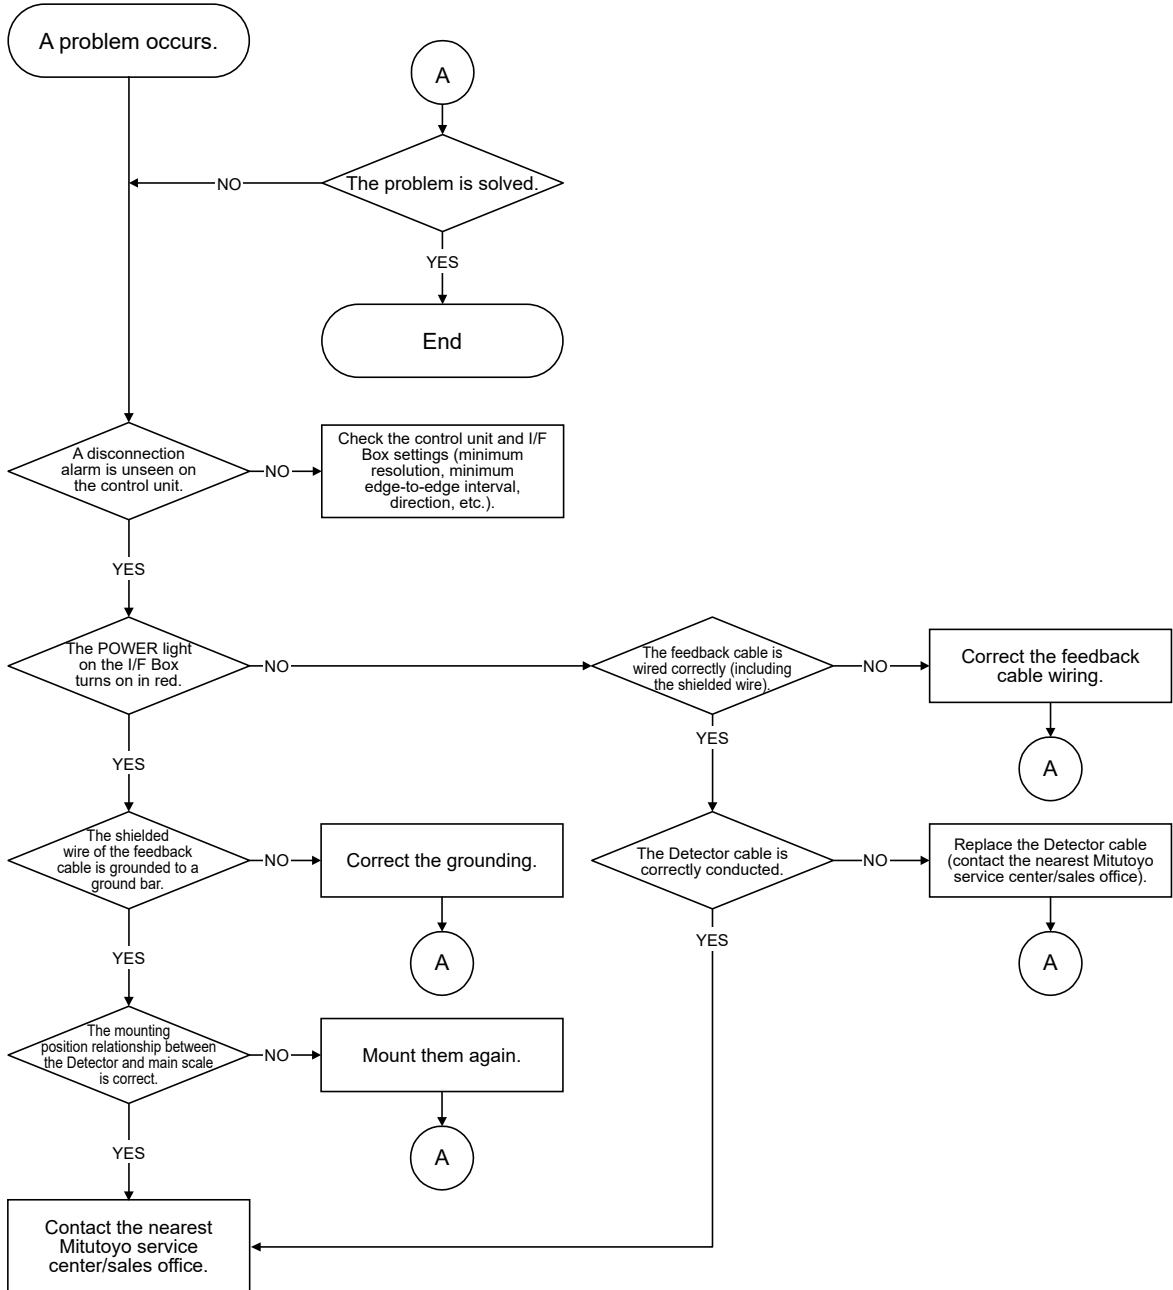 A problem occurs.
A
The problem is solved.
NO
YES
End
A disconnection
alarm is unseen on
the control unit.
NO
Check the control unit and I/F
Box settings (minimum
resolution, minimum
edge-to-edge interval,
direction, etc.).
YES
The POWER light
on the I/F Box
turns on in red.
NO
The feedback cable is
wired correctly (including
the shielded wire).
NO
Correct the feedback
cable wiring.
YES
YES
A
The shielded
wire of the feedback
cable is grounded to a
ground bar.
NO
Correct the grounding.
The Detector cable is
correctly conducted.
NO
Replace the Detector cable
(contact the nearest Mitutoyo
service center/sales office).
YES
A
YES
A
The mounting
position relationship between
the Detector and main scale
is correct.
NO
Mount them again.
YES
A
Contact the nearest
Mitutoyo service
center/sales office.